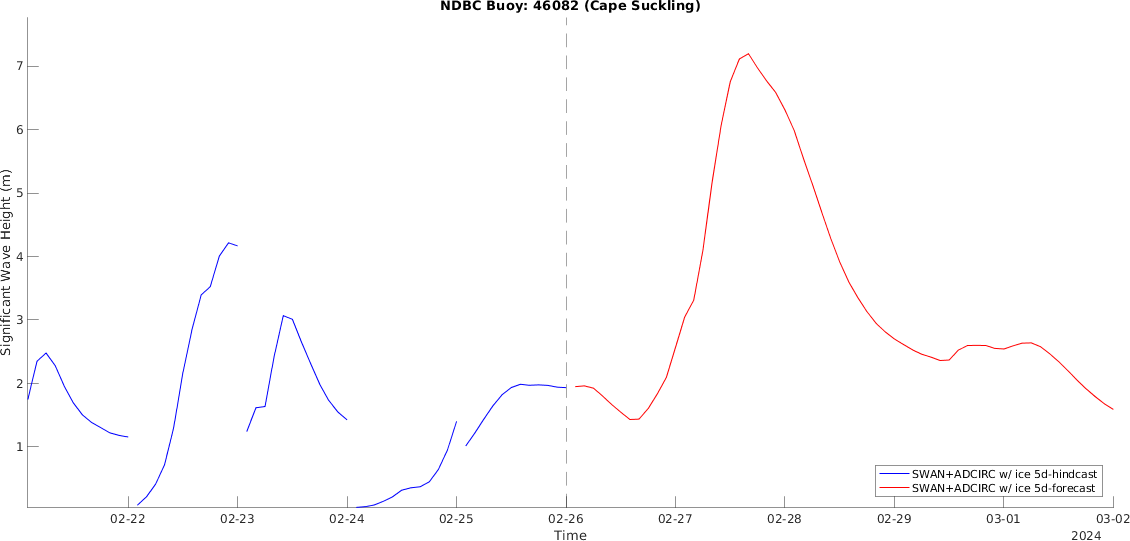 NDBC Buoy: 46082 (Cape Suckling)
Significant Wave Height (m)
7
6
5
4
3
2
1
SWAN+ADCIRC w/ ice 5d-hindcast
SWAN+ADCIRC w/ ice 5d-forecast
02-22 02-23 02-24 02-25 02-26 02-27 02-28 02-29 03-01 03-02
Time
2024